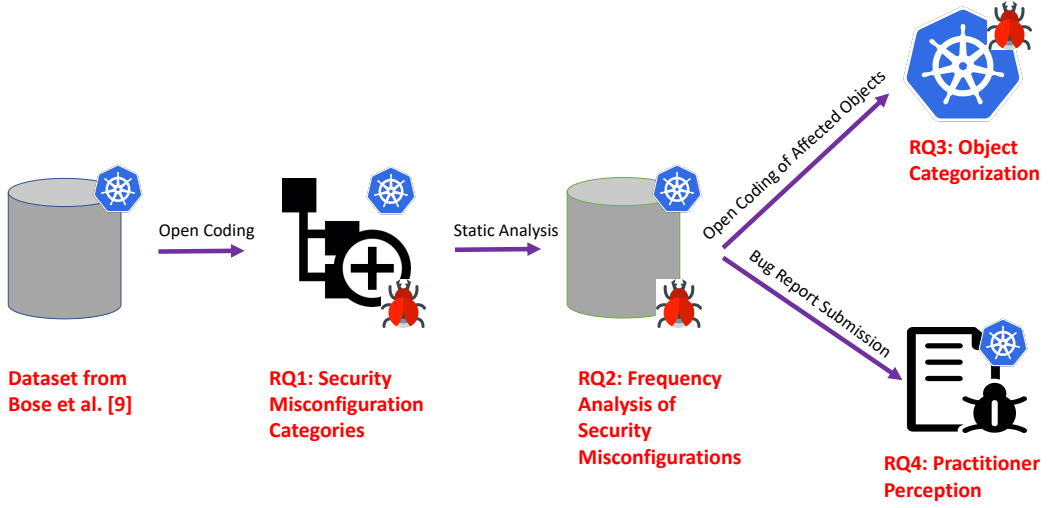 Open Coding
Static Analysis
Open Coding of Affected Objects
Bug Report Submission
Dataset from
Bose et al. [9]
RQ1: Security
Misconfiguration
Categories
RQ2: Frequency
Analysis of
Security
Misconfigurations
RQ3: Object
Categorization
RQ4: Practitioner
Perception